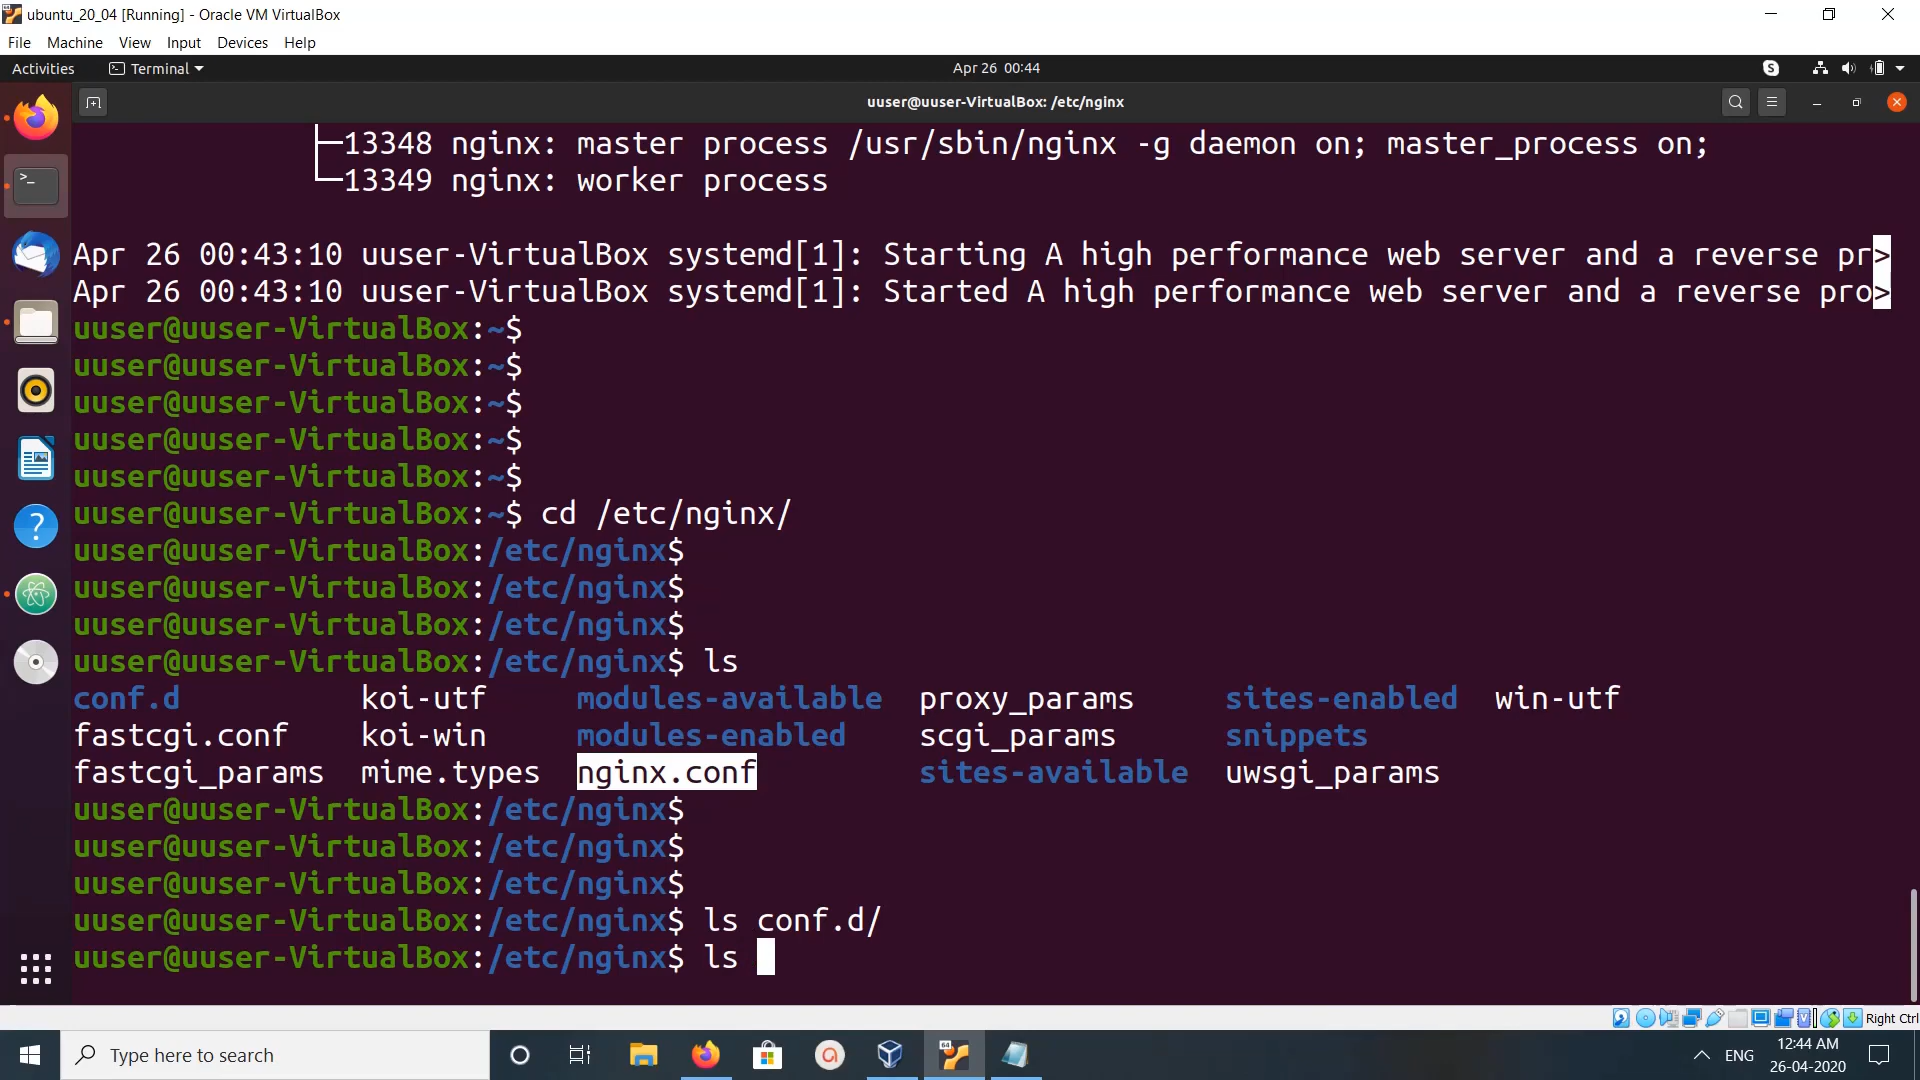 ubuntu_20_04 [Running] - Oracle VM VirtualBox
File Machine View Input Devices Help
Activities Terminal Apr 26 00:44
uuser@uuser-VirtualBox: /etc/nginx
├─13348 nginx: master process /usr/sbin/nginx -g daemon on; master_process on;
└─13349 nginx: worker process
Apr 26 00:43:10 uuser-VirtualBox systemd[1]: Starting A high performance web server and a reverse pr>
Apr 26 00:43:10 uuser-VirtualBox systemd[1]: Started A high performance web server and a reverse pro>
uuser@uuser-VirtualBox:~$
uuser@uuser-VirtualBox:~$
uuser@uuser-VirtualBox:~$
uuser@uuser-VirtualBox:~$
uuser@uuser-VirtualBox:~$
uuser@uuser-VirtualBox:~$ cd /etc/nginx/
uuser@uuser-VirtualBox:/etc/nginx$
uuser@uuser-VirtualBox:/etc/nginx$
uuser@uuser-VirtualBox:/etc/nginx$
uuser@uuser-VirtualBox:/etc/nginx$ ls
conf.d koi-utf modules-available proxy_params sites-enabled win-utf
fastcgi.conf koi-win modules-enabled scgi_params snippets
fastcgi_params mime.types nginx.conf sites-available uwsgi_params
uuser@uuser-VirtualBox:/etc/nginx$
uuser@uuser-VirtualBox:/etc/nginx$
uuser@uuser-VirtualBox:/etc/nginx$
uuser@uuser-VirtualBox:/etc/nginx$ ls conf.d/
uuser@uuser-VirtualBox:/etc/nginx$ ls
Right Ctrl
Type here to search
ENG
12:44 AM
26-04-2020